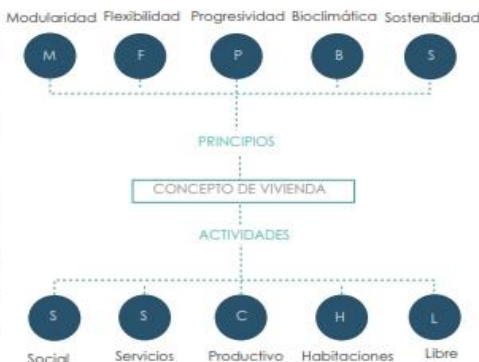 Modularidad Flexibilidad Progresividad Bioclimática Sostenibilidad
M F P B S
PRINCIPIOS
CONCEPTO DE VIVIENDA
ACTIVIDADES
S S C H L
Social Servicios Productivo Habitaciones Libre